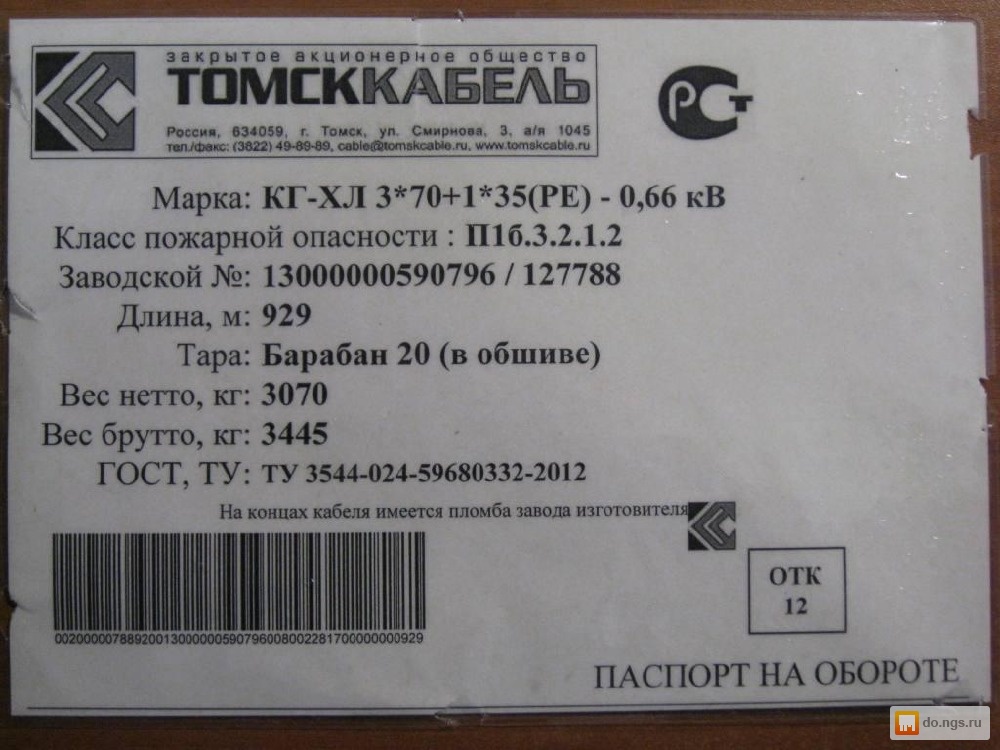 закрытое акционерное общество
ТОМСККАБЕЛЬ
Россия, 634059, г. Томск, ул. Смирнова, 3, а/я 1045
тел./факс: (3822) 49-89-89, cable@tomskcable.ru, www.tomskcable.ru
РСТ
Марка: КГ-ХЛ 3*70+1*35(РЕ) - 0,66 кВ
Класс пожарной опасности : П1б.3.2.1.2
Заводской №: 13000000590796 / 127788
Длина, м: 929
Тара: Барабан 20 (в обшиве)
Вес нетто, кг: 3070
Вес брутто, кг: 3445
ГОСТ, ТУ: ТУ 3544-024-59680332-2012
На концах кабеля имеется пломба завода изготовителя
ОТК
12
00200000788920013000000590796008002281700000000929
ПАСПОРТ НА ОБОРОТЕ
do.ngs.ru